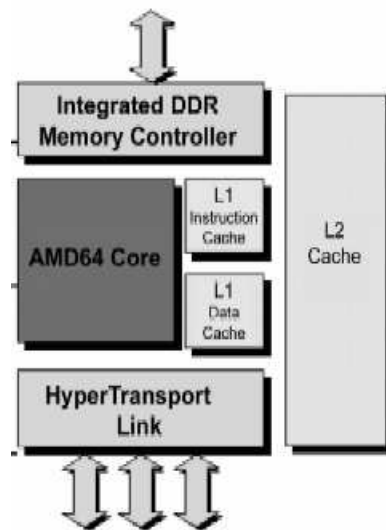 Integrated DDR
Memory Controller
AMD64 Core
L1
Instruction
Cache
L1
Data
Cache
L2
Cache
HyperTransport
Link